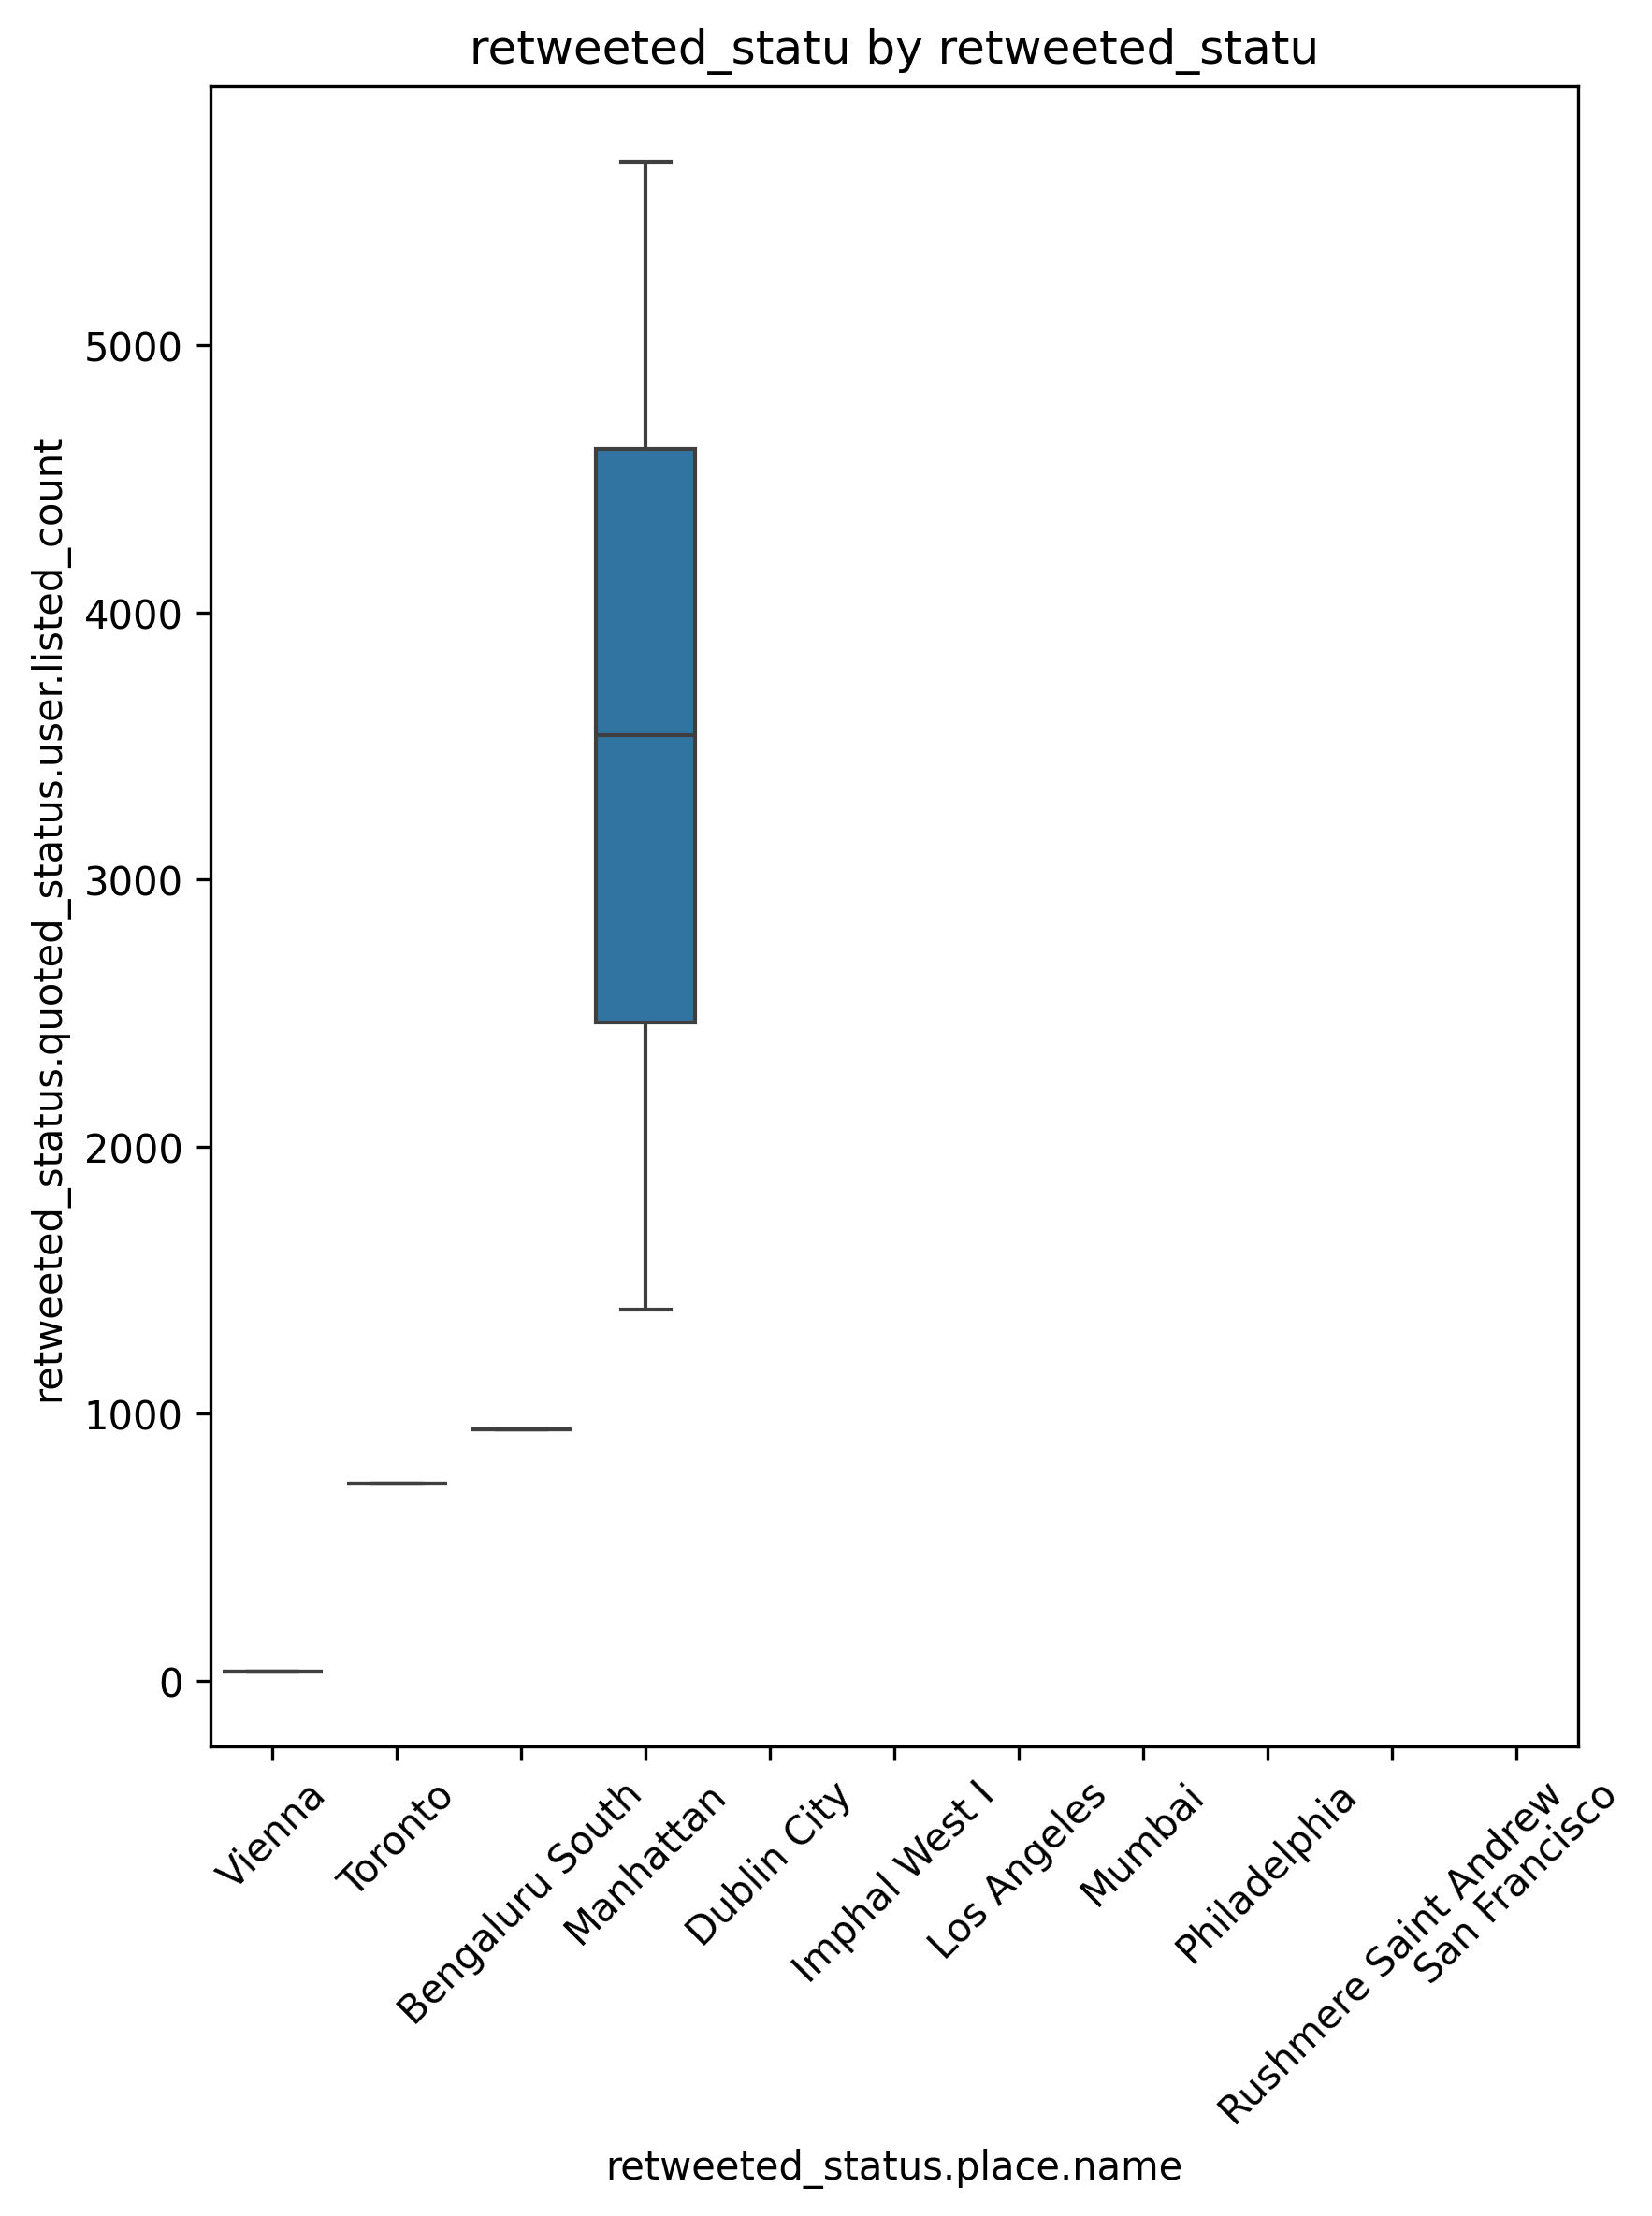 retweeted_statu by retweeted_statu
retweeted_status.quoted_status.user.listed_count
5000
4000
3000
2000
1000
0
Vienna
Toronto
Bengaluru South
Manhattan
Dublin City
Imphal West I
Los Angeles
Mumbai
Philadelphia
Rushmere Saint Andrew
San Francisco
retweeted_status.place.name